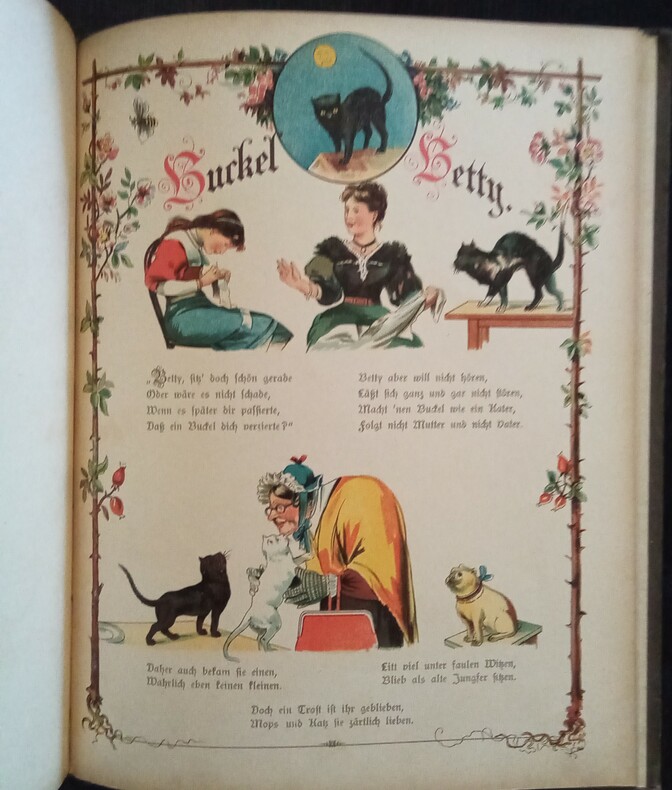 Buckel Betty.
„Betty, sitz' doch schön gerade
Oder wäre es nicht schade,
Wenn es später dir passierte,
Daß ein Buckel dich vertierte?“
Betty aber will nicht hören,
Läßt sich ganz und gar nicht stören,
Macht 'nen Buckel wie ein Kater,
Folgt nicht Mutter und nicht Vater.
Daher auch bekam sie einen,
Wahrlich eben keinen kleinen.
Litt viel unter faulen Witzen,
Blieb als alte Jungfer sitzen.
Doch ein Trost ist ihr geblieben,
Mops und Katz sie zärtlich lieben.